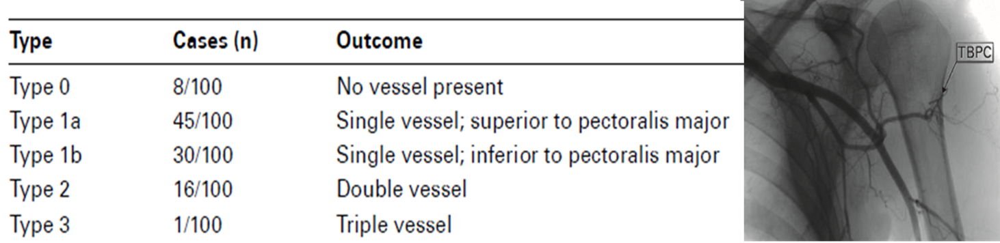 Type Cases (n) Outcome
Type 0 8/100 No vessel present
Type 1a 45/100 Single vessel; superior to pectoralis major
Type 1b 30/100 Single vessel; inferior to pectoralis major
Type 2 16/100 Double vessel
Type 3 1/100 Triple vessel
TBPC